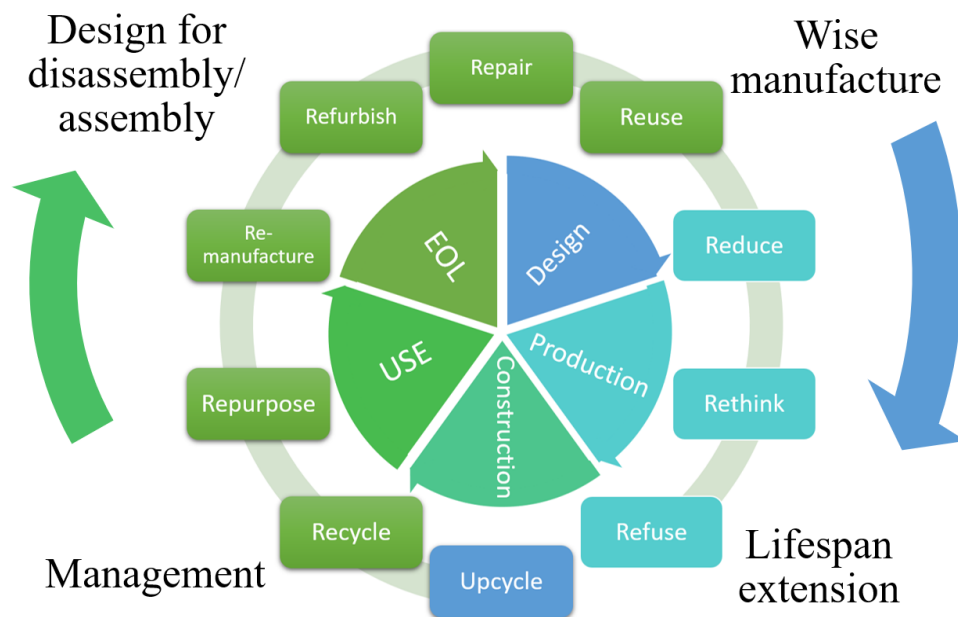 Design for
disassembly/
assembly
Wise
manufacture
Repair
Refurbish
Reuse
Re-
manufacture
Reduce
EOL
Design
USE
Production
Construction
Repurpose
Rethink
Recycle
Refuse
Upcycle
Management
Lifespan
extension